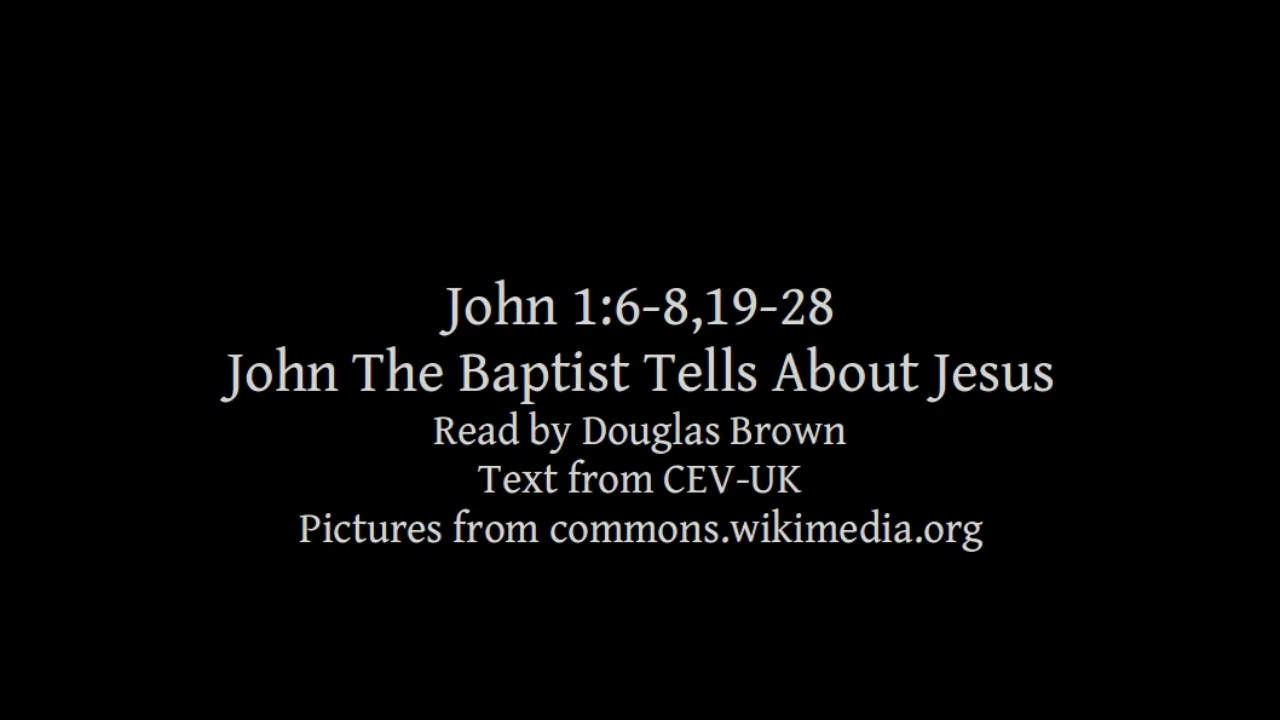 John 1:6-8,19-28
John The Baptist Tells About Jesus
Read by Douglas Brown
Text from CEV-UK
Pictures from commons.wikimedia.org